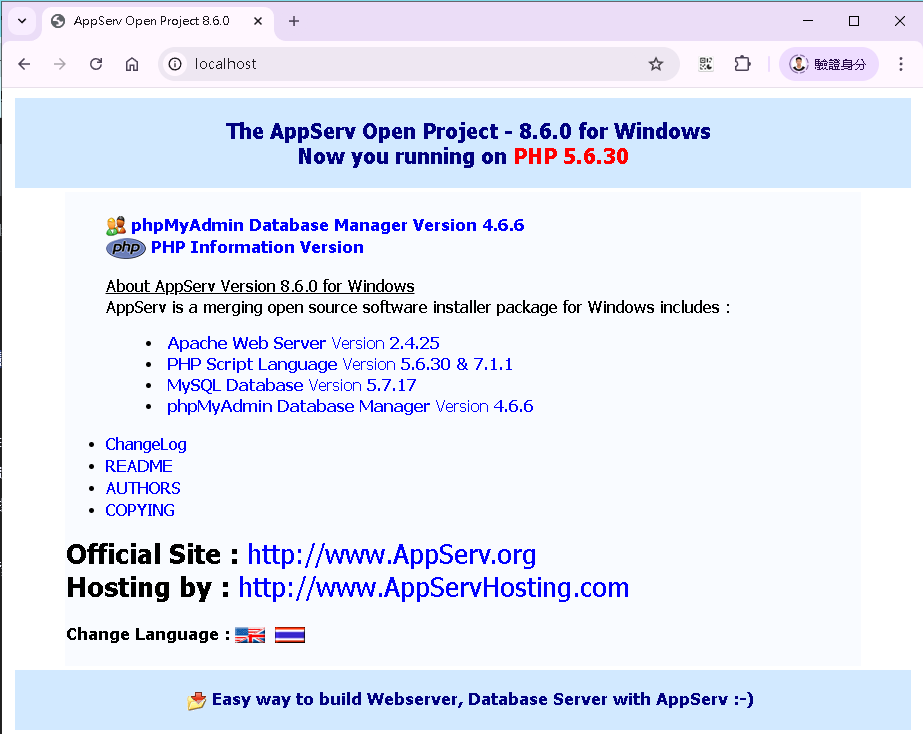 AppServ Open Project 8.6.0
localhost
驗證身分
The AppServ Open Project - 8.6.0 for Windows
Now you running on PHP 5.6.30
phpMyAdmin Database Manager Version 4.6.6
php PHP Information Version
About AppServ Version 8.6.0 for Windows
AppServ is a merging open source software installer package for Windows includes :
Apache Web Server Version 2.4.25
PHP Script Language Version 5.6.30 & 7.1.1
MySQL Database Version 5.7.17
phpMyAdmin Database Manager Version 4.6.6
ChangeLog
README
AUTHORS
COPYING
Official Site : http://www.AppServ.org
Hosting by : http://www.AppServHosting.com
Change Language :
Easy way to build Webserver, Database Server with AppServ :-)